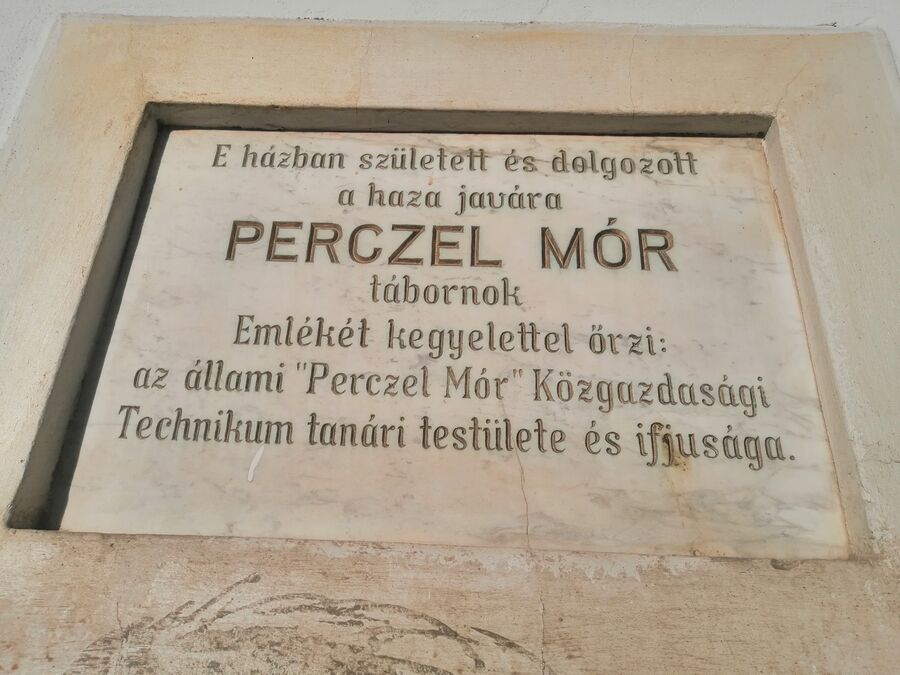 E házban született és dolgozott
a haza javára
PERCZEL MÓR
tábornok
Emlékét kegyelettel őrzi:
az állami "Perczel Mór" Közgazdasági
Technikum tanári testülete és ifjusága.